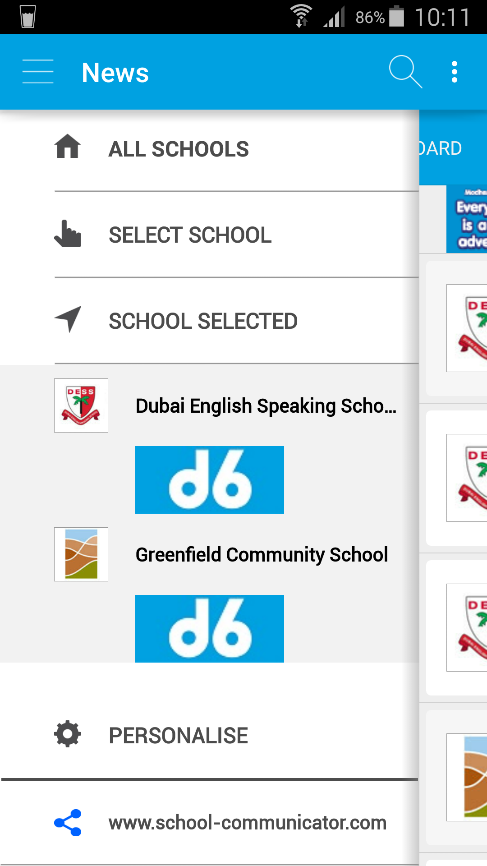 86% 10:11
News
ALL SCHOOLS
SELECT SCHOOL
SCHOOL SELECTED
DESS
Dubai English Speaking Scho...
d6
Greenfield Community School
d6
PERSONALISE
www.school-communicator.com
OARD
Every
is a
adve
DE
DE
DE